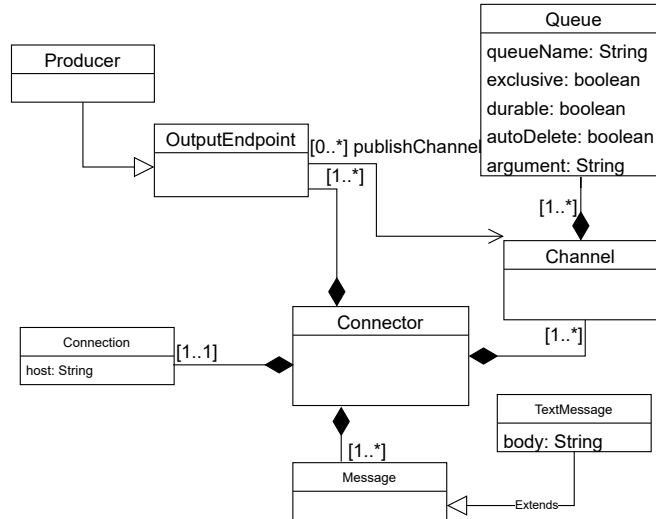 Queue
queueName: String
exclusive: boolean
durable: boolean
autoDelete: boolean
argument: String
Producer
OutputEndpoint
[0..*] publishChannel
[1..*]
[1..*]
Channel
[1..*]
Connector
Connection
host: String
[1..1]
TextMessage
body: String
[1..*]
Message
Extends